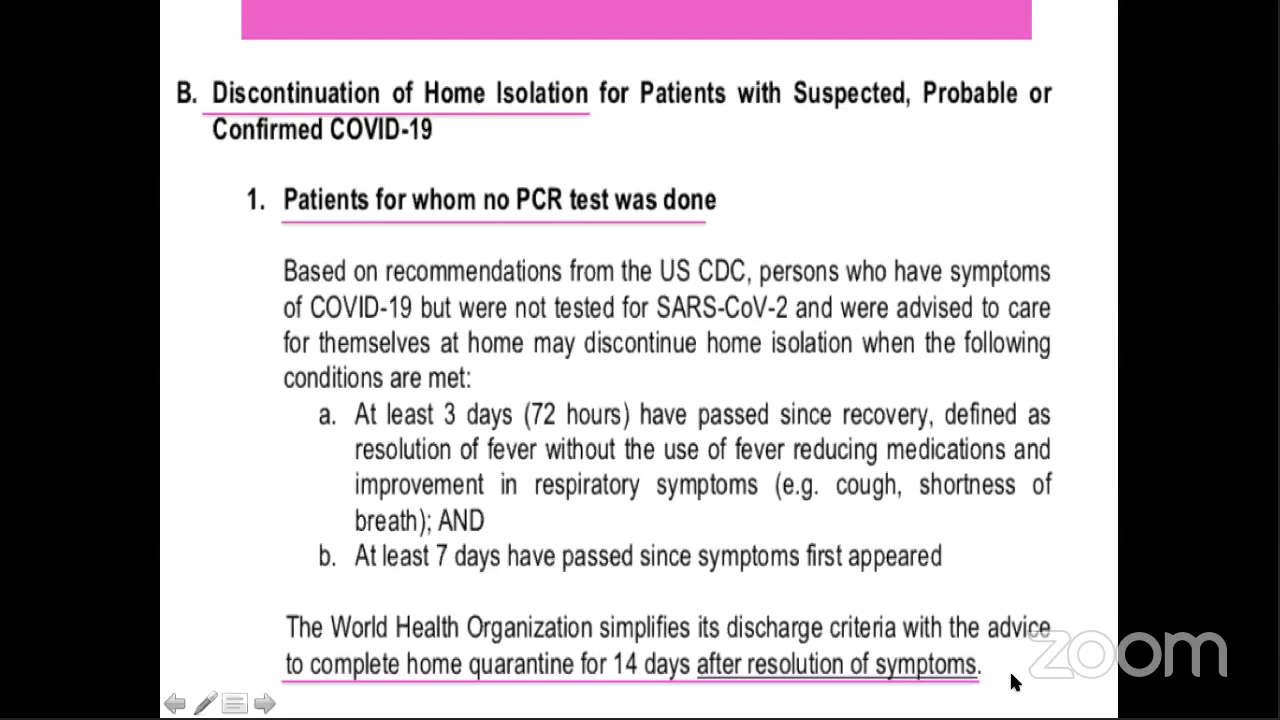 B. Discontinuation of Home Isolation for Patients with Suspected, Probable or
Confirmed COVID-19
1. Patients for whom no PCR test was done
Based on recommendations from the US CDC, persons who have symptoms
of COVID-19 but were not tested for SARS-CoV-2 and were advised to care
for themselves at home may discontinue home isolation when the following
conditions are met:
a. At least 3 days (72 hours) have passed since recovery, defined as
resolution of fever without the use of fever reducing medications and
improvement in respiratory symptoms (e.g. cough, shortness of
breath); AND
b. At least 7 days have passed since symptoms first appeared
The World Health Organization simplifies its discharge criteria with the advice
to complete home quarantine for 14 days after resolution of symptoms.
zoom